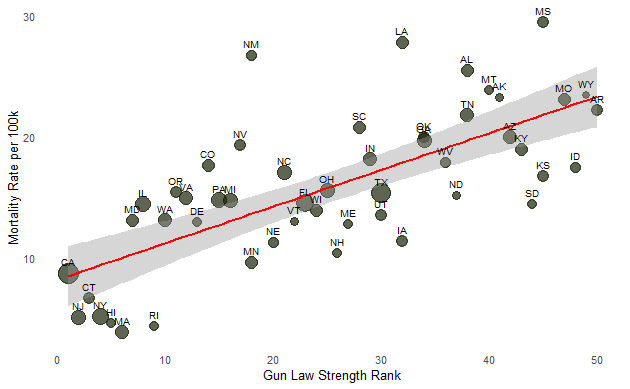 30
20
10
Mortality Rate per 100k
MS
LA
NM
AL
MT
AK
WY
MO
AR
TN
SC
OK
AZ
KY
NV
IN
CO
NC
WV
KS
ID
OH
TX
ND
SD
OR
VA
IL
PA
MI
FL
WI
UT
MD
WA
DE
VT
ME
NE
NH
IA
MN
CA
CT
NJ
NY
HI
MA
RI
0
10
20
30
40
50
Gun Law Strength Rank